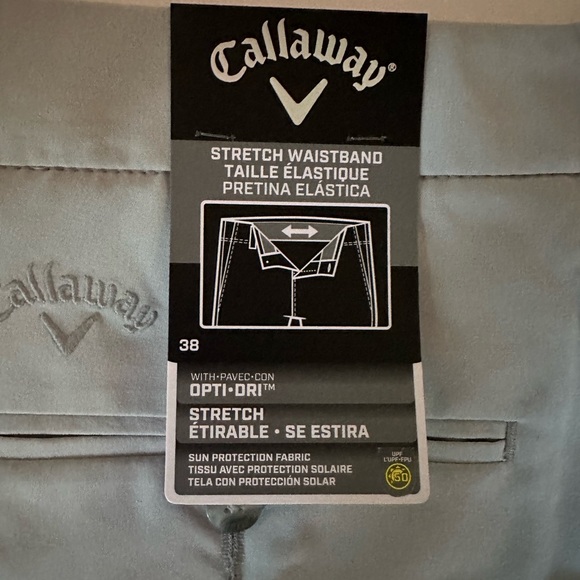 Callaway®
STRETCH WAISTBAND
TAILLE ÉLASTIQUE
PRETINA ELÁSTICA
Callaway
38
WITH•PAVEC•CON
OPTI•DRI™
STRETCH
ÉTIRABLE • SE ESTIRA
SUN PROTECTION FABRIC
TISSU AVEC PROTECTION SOLAIRE
TELA CON PROTECCIÓN SOLAR
UPF
L'UPF•FPU
50